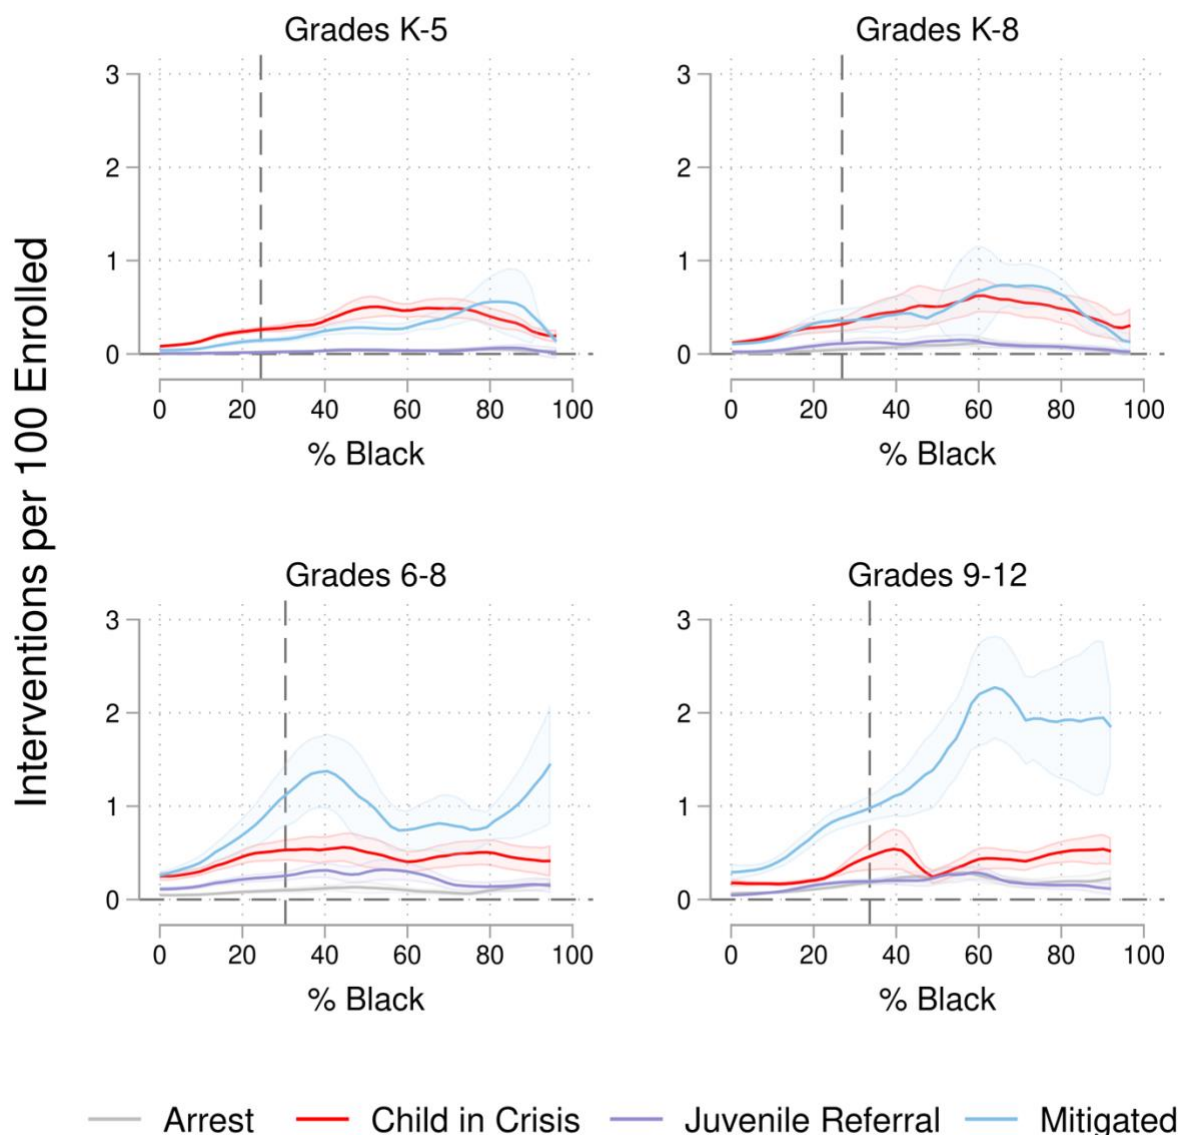 Grades K-5
Grades K-8
3
2
1
0
0 20 40 60 80 100
% Black
3
2
1
0
0 20 40 60 80 100
% Black
Interventions per 100 Enrolled
Grades 6-8
Grades 9-12
3
2
1
0
0 20 40 60 80 100
% Black
3
2
1
0
0 20 40 60 80 100
% Black
Arrest Child in Crisis Juvenile Referral Mitigated